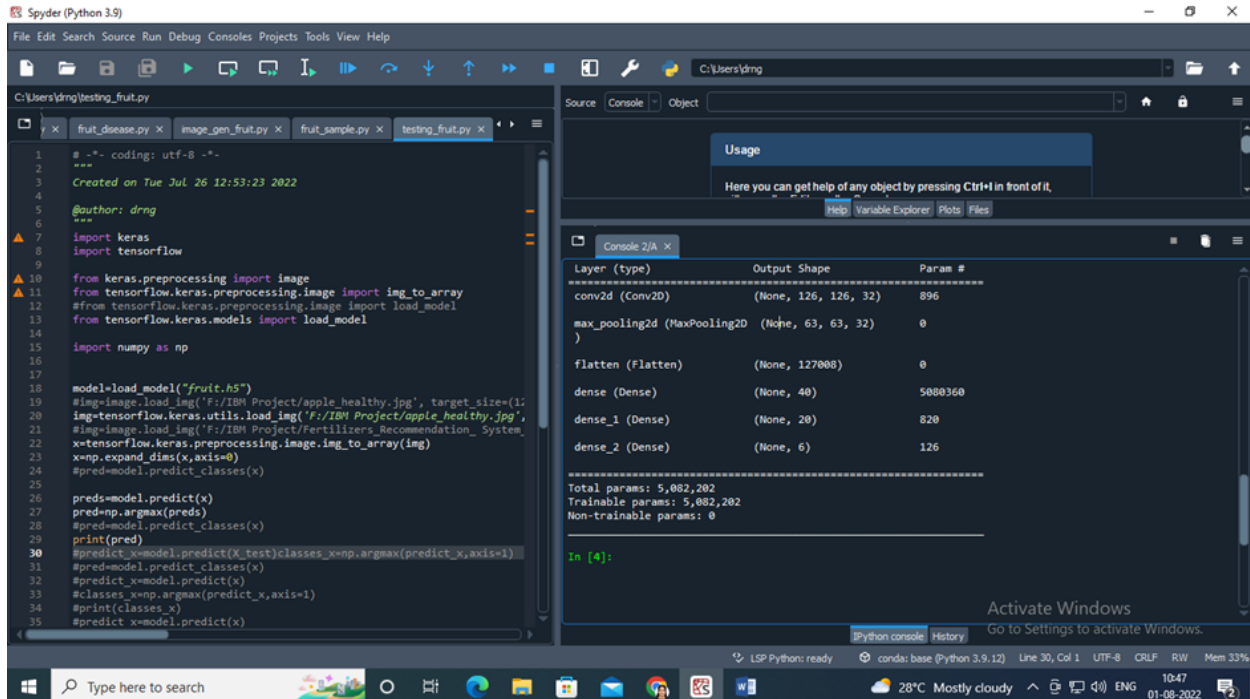 Spyder (Python 3.9)
File Edit Search Source Run Debug Consoles Projects Tools View Help
C:\Users\drng
C:\Users\drng\testing_fruit.py
y × fruit_disease.py × image_gen_fruit.py × fruit_sample.py × testing_fruit.py ×
1 # -*- coding: utf-8 -*-
2 """
3 Created on Tue Jul 26 12:53:23 2022
4
5 @author: drng
6 """
7 import keras
8 import tensorflow
9
10 from keras.preprocessing import image
11 from tensorflow.keras.preprocessing.image import img_to_array
12 #from tensorflow.keras.preprocessing.image import load_model
13 from tensorflow.keras.models import load_model
14
15 import numpy as np
16
17
18 model=load_model("fruit.h5")
19 #img=image.load_img('F:/IBM Project/apple_healthy.jpg', target_size=(12
20 img=tensorflow.keras.utils.load_img('F:/IBM Project/apple_healthy.jpg',
21 #img=image.load_img('F:/IBM Project/Fertilizers_Recommendation_ System_
22 x=tensorflow.keras.preprocessing.image.img_to_array(img)
23 x=np.expand_dims(x,axis=0)
24 #pred=model.predict_classes(x)
25
26 preds=model.predict(x)
27 pred=np.argmax(preds)
28 #pred=model.predict_classes(x)
29 print(pred)
30 #predict_x=model.predict(X_test)classes_x=np.argmax(predict_x,axis=1)
31 #pred=model.predict_classes(x)
32 #predict_x=model.predict(x)
33 #classes_x=np.argmax(predict_x,axis=1)
34 #print(classes_x)
35 #predict x=model.predict(x)
Source Console Object
Usage
Here you can get help of any object by pressing Ctrl+I in front of it,
Help Variable Explorer Plots Files
Console 2/A ×
Layer (type) Output Shape Param #
=================================================================
conv2d (Conv2D) (None, 126, 126, 32) 896
max_pooling2d (MaxPooling2D (None, 63, 63, 32) 0
)
flatten (Flatten) (None, 127008) 0
dense (Dense) (None, 40) 5080360
dense_1 (Dense) (None, 20) 820
dense_2 (Dense) (None, 6) 126
=================================================================
Total params: 5,082,202
Trainable params: 5,082,202
Non-trainable params: 0
In [4]:
Activate Windows
Go to Settings to activate Windows.
IPython console History
LSP Python: ready conda: base (Python 3.9.12) Line 30, Col 1 UTF-8 CRLF RW Mem 33%
Type here to search
28°C Mostly cloudy ENG 10:47
01-08-2022 2